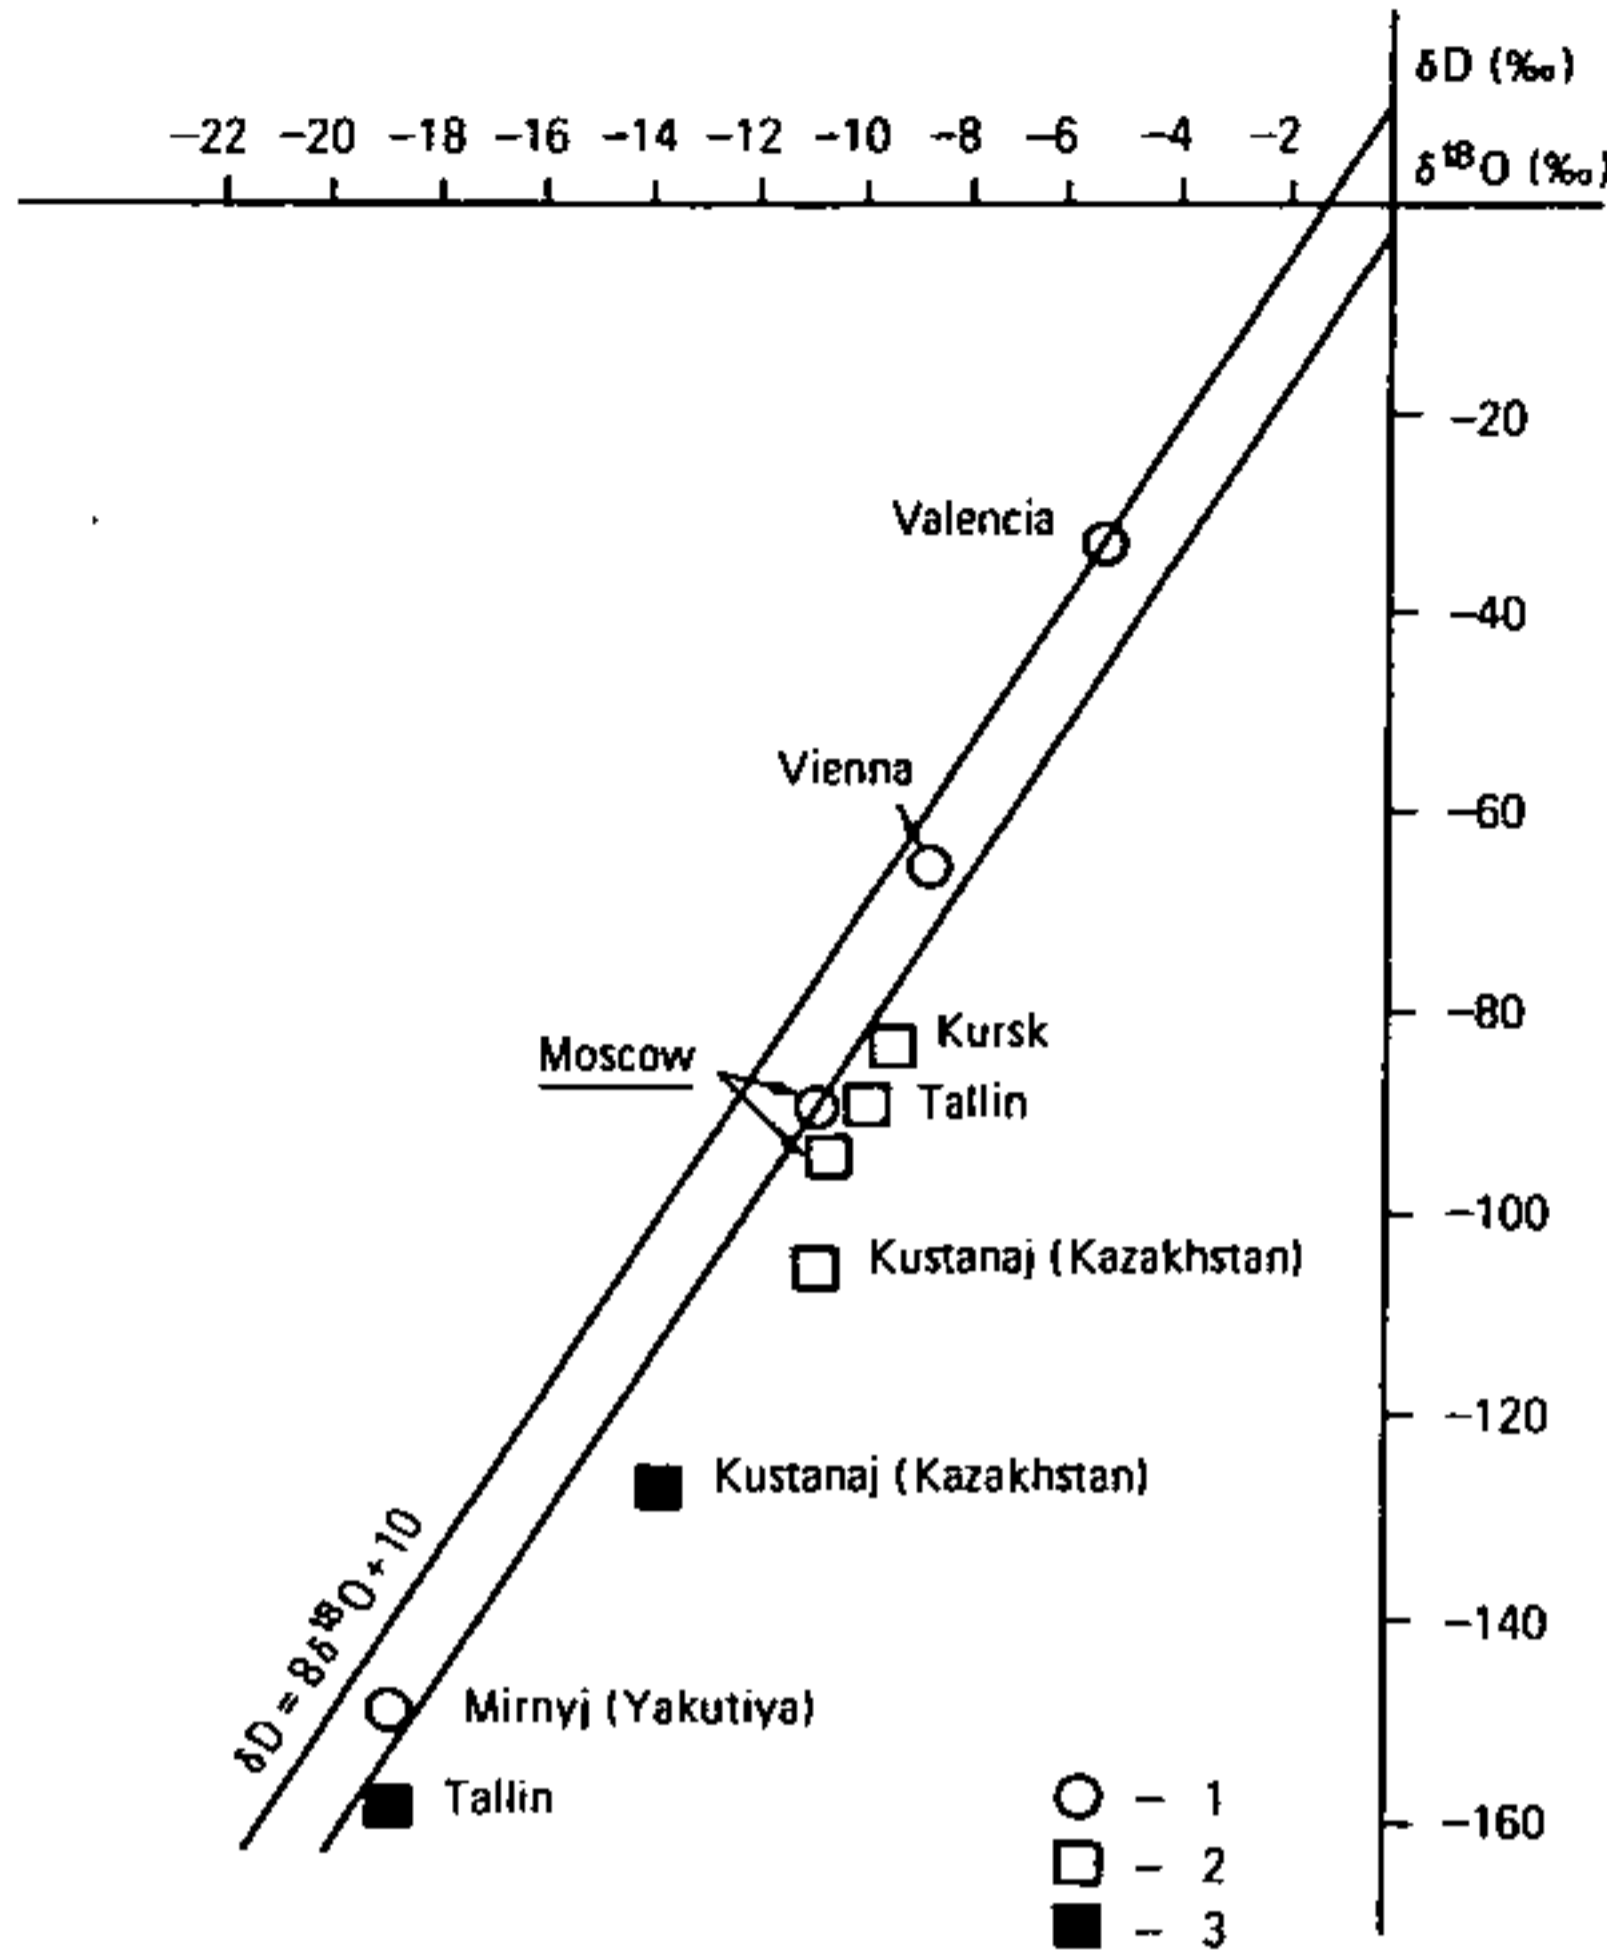 δD (‰)
−22 −20 −18 −16 −14 −12 −10 −8 −6 −4 −2
δ¹⁸O (‰)
−20
Valencia
−40
Vienna
−60
−80
Kursk
Moscow
Tallin
−100
Kustanaj (Kazakhstan)
−120
Kustanaj (Kazakhstan)
δD = 8δ¹⁸O + 10
−140
Mirnyj (Yakutiya)
Tallin
−160
− 1
− 2
− 3